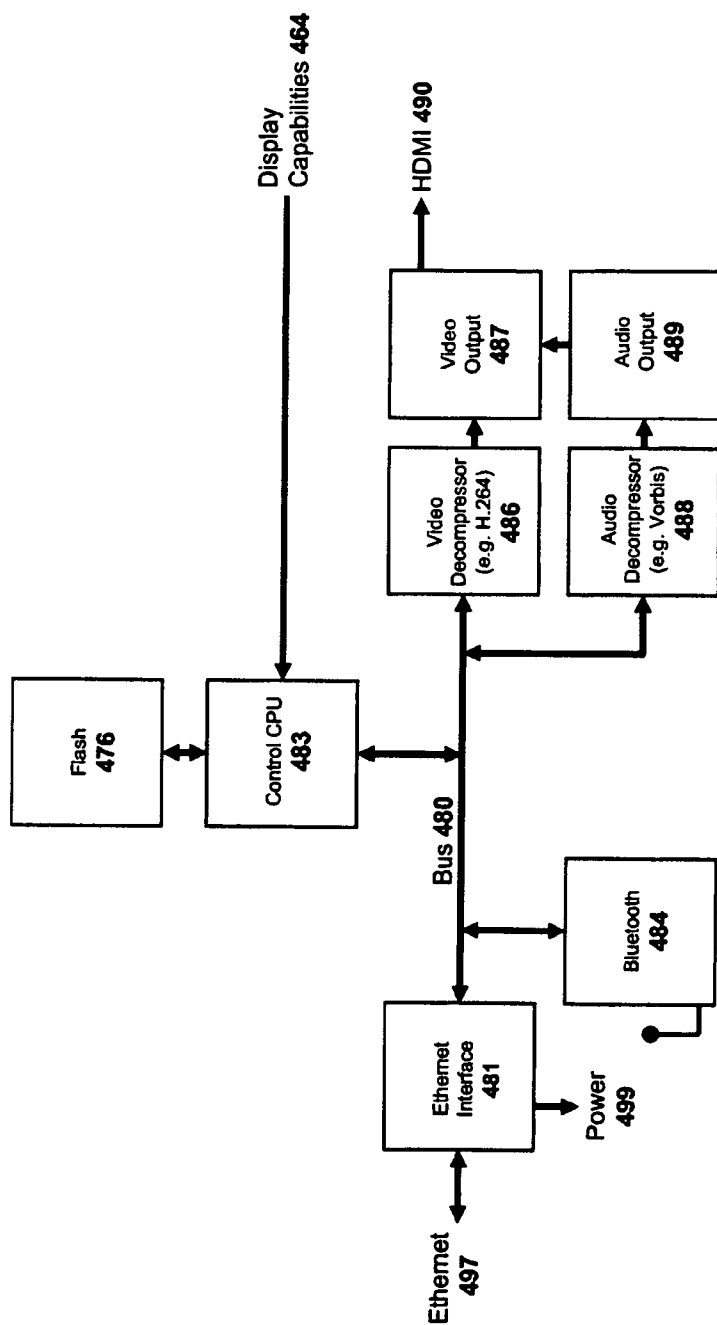 Display
Capabilities 464
Flash
476
Control CPU
483
HDMI 490
Video
Output
487
Audio
Output
489
Video
Decompressor
(e.g. H.264)
486
Audio
Decompressor
(e.g. Vorbis)
488
Bus 480
Ethernet
Interface
481
Bluetooth
484
Ethernet
497
Power
499